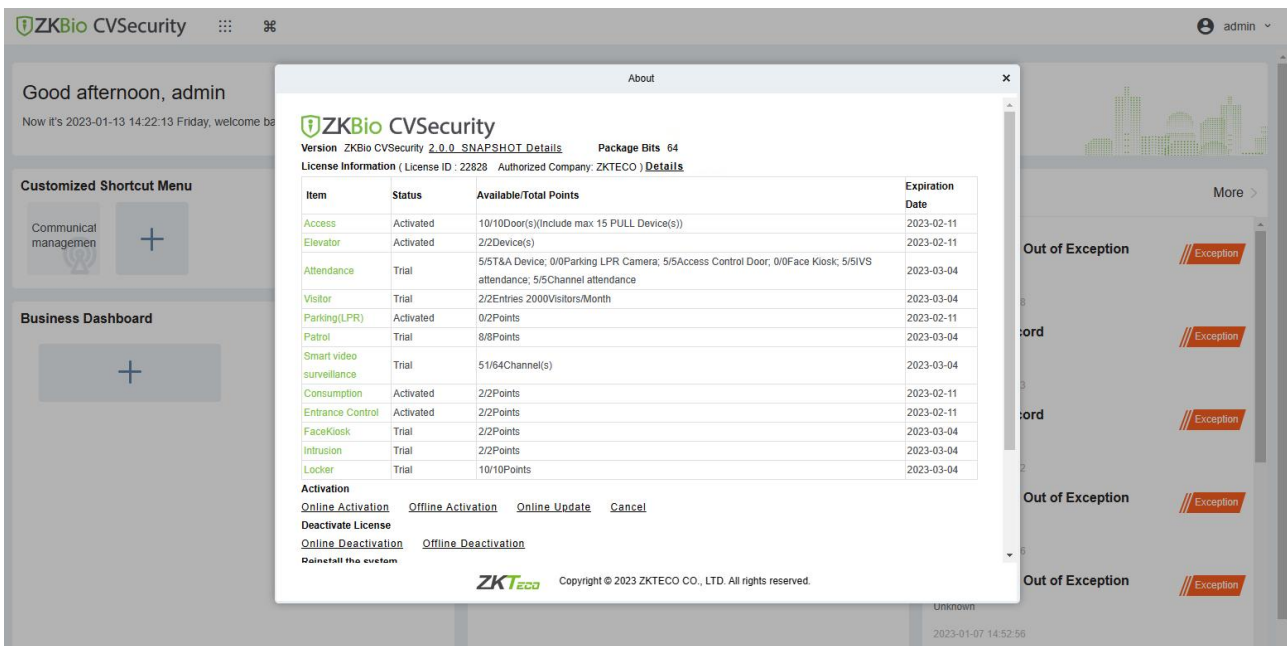 ZKBio CVSecurity
admin
Good afternoon, admin
Now it's 2023-01-13 14:22:13 Friday, welcome ba
Customized Shortcut Menu
Communicat
managemen
Business Dashboard
About
ZKBio CVSecurity
Version ZKBio CVSecurity 2.0.0_SNAPSHOT Details Package Bits 64
License Information ( License ID : 22828 Authorized Company: ZKTECO ) Details
Item Status Available/Total Points Expiration Date
Access Activated 10/10Door(s)(Include max 15 PULL Device(s)) 2023-02-11
Elevator Activated 2/2Device(s) 2023-02-11
Attendance Trial 5/5T&A Device; 0/0Parking LPR Camera; 5/5Access Control Door; 0/0Face Kiosk; 5/5IVS
attendance; 5/5Channel attendance 2023-03-04
Visitor Trial 2/2Entries 2000Visitors/Month 2023-03-04
Parking(LPR) Activated 0/2Points 2023-02-11
Patrol Trial 8/8Points 2023-03-04
Smart video
surveillance Trial 51/64Channel(s) 2023-03-04
Consumption Activated 2/2Points 2023-02-11
Entrance Control Activated 2/2Points 2023-02-11
FaceKiosk Trial 2/2Points 2023-03-04
Intrusion Trial 2/2Points 2023-03-04
Locker Trial 10/10Points 2023-03-04
Activation
Online Activation Offline Activation Online Update Cancel
Deactivate License
Online Deactivation Offline Deactivation
Reinstall the system
ZKTeco Copyright © 2023 ZKTECO CO., LTD. All rights reserved.
More
Out of Exception
Exception
8
cord
Exception
3
cord
Exception
2
Out of Exception
Exception
6
Out of Exception
Exception
Unknown
2023-01-07 14:52:56